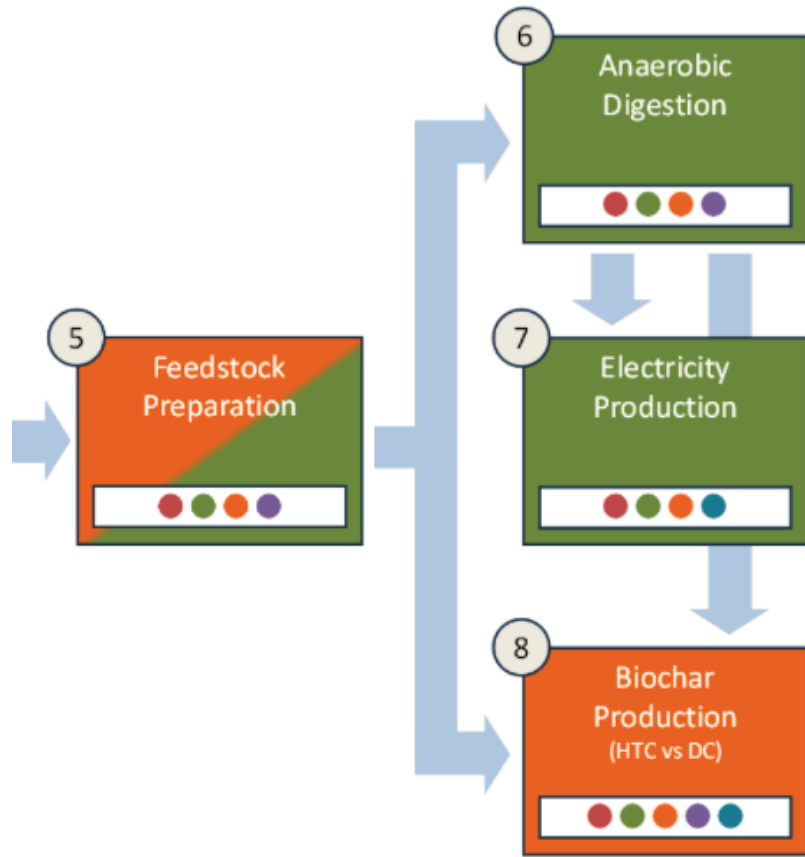 6
Anaerobic
Digestion
5
Feedstock
Preparation
7
Electricity
Production
8
Biochar
Production
(HTC vs DC)